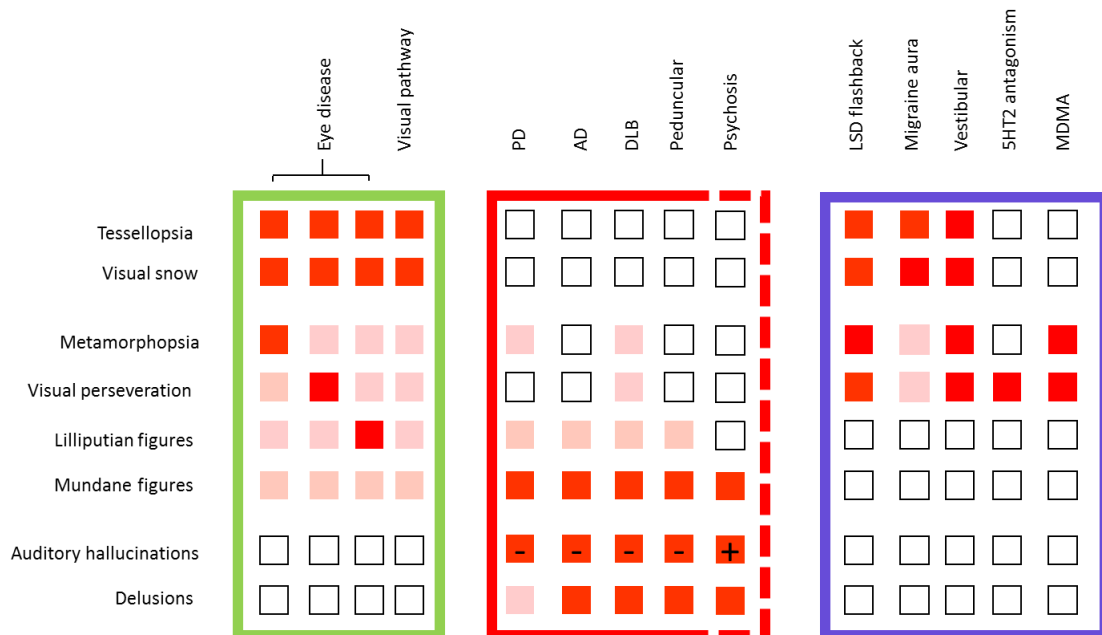 Eye disease
Visual pathway
PD
AD
DLB
Peduncular
Psychosis
LSD flashback
Migraine aura
Vestibular
5HT2 antagonism
MDMA
Tessellopsia
Visual snow
Metamorphopsia
Visual perseveration
Lilliputian figures
Mundane figures
Auditory hallucinations - - - - +
Delusions